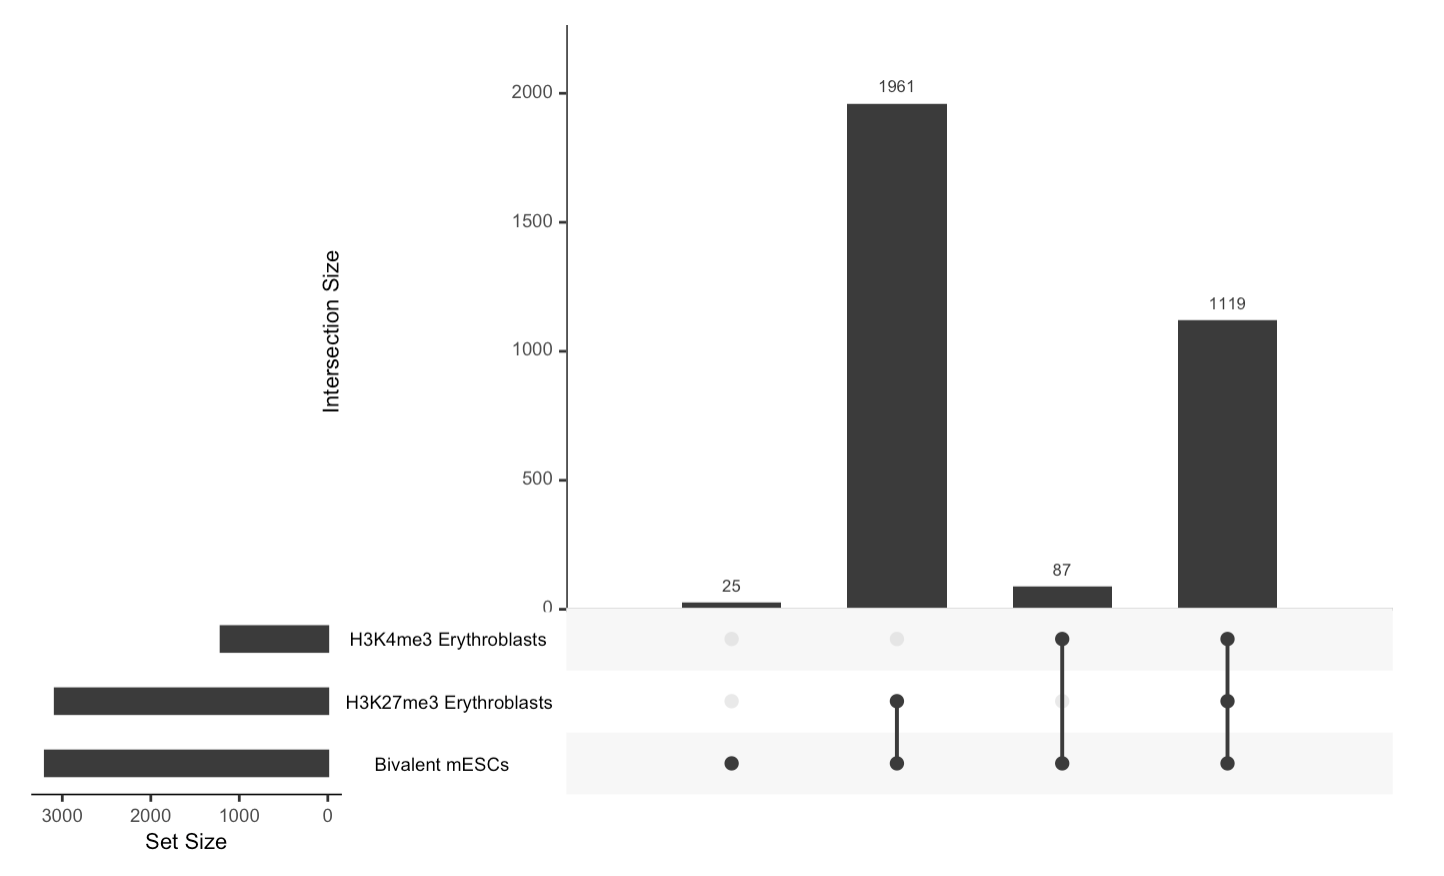 1961
2000
1500
1119
1000
Intersection Size
500
87
25
0
H3K4me3 Erythroblasts
H3K27me3 Erythroblasts
Bivalent mESCs
3000 2000 1000 0
Set Size